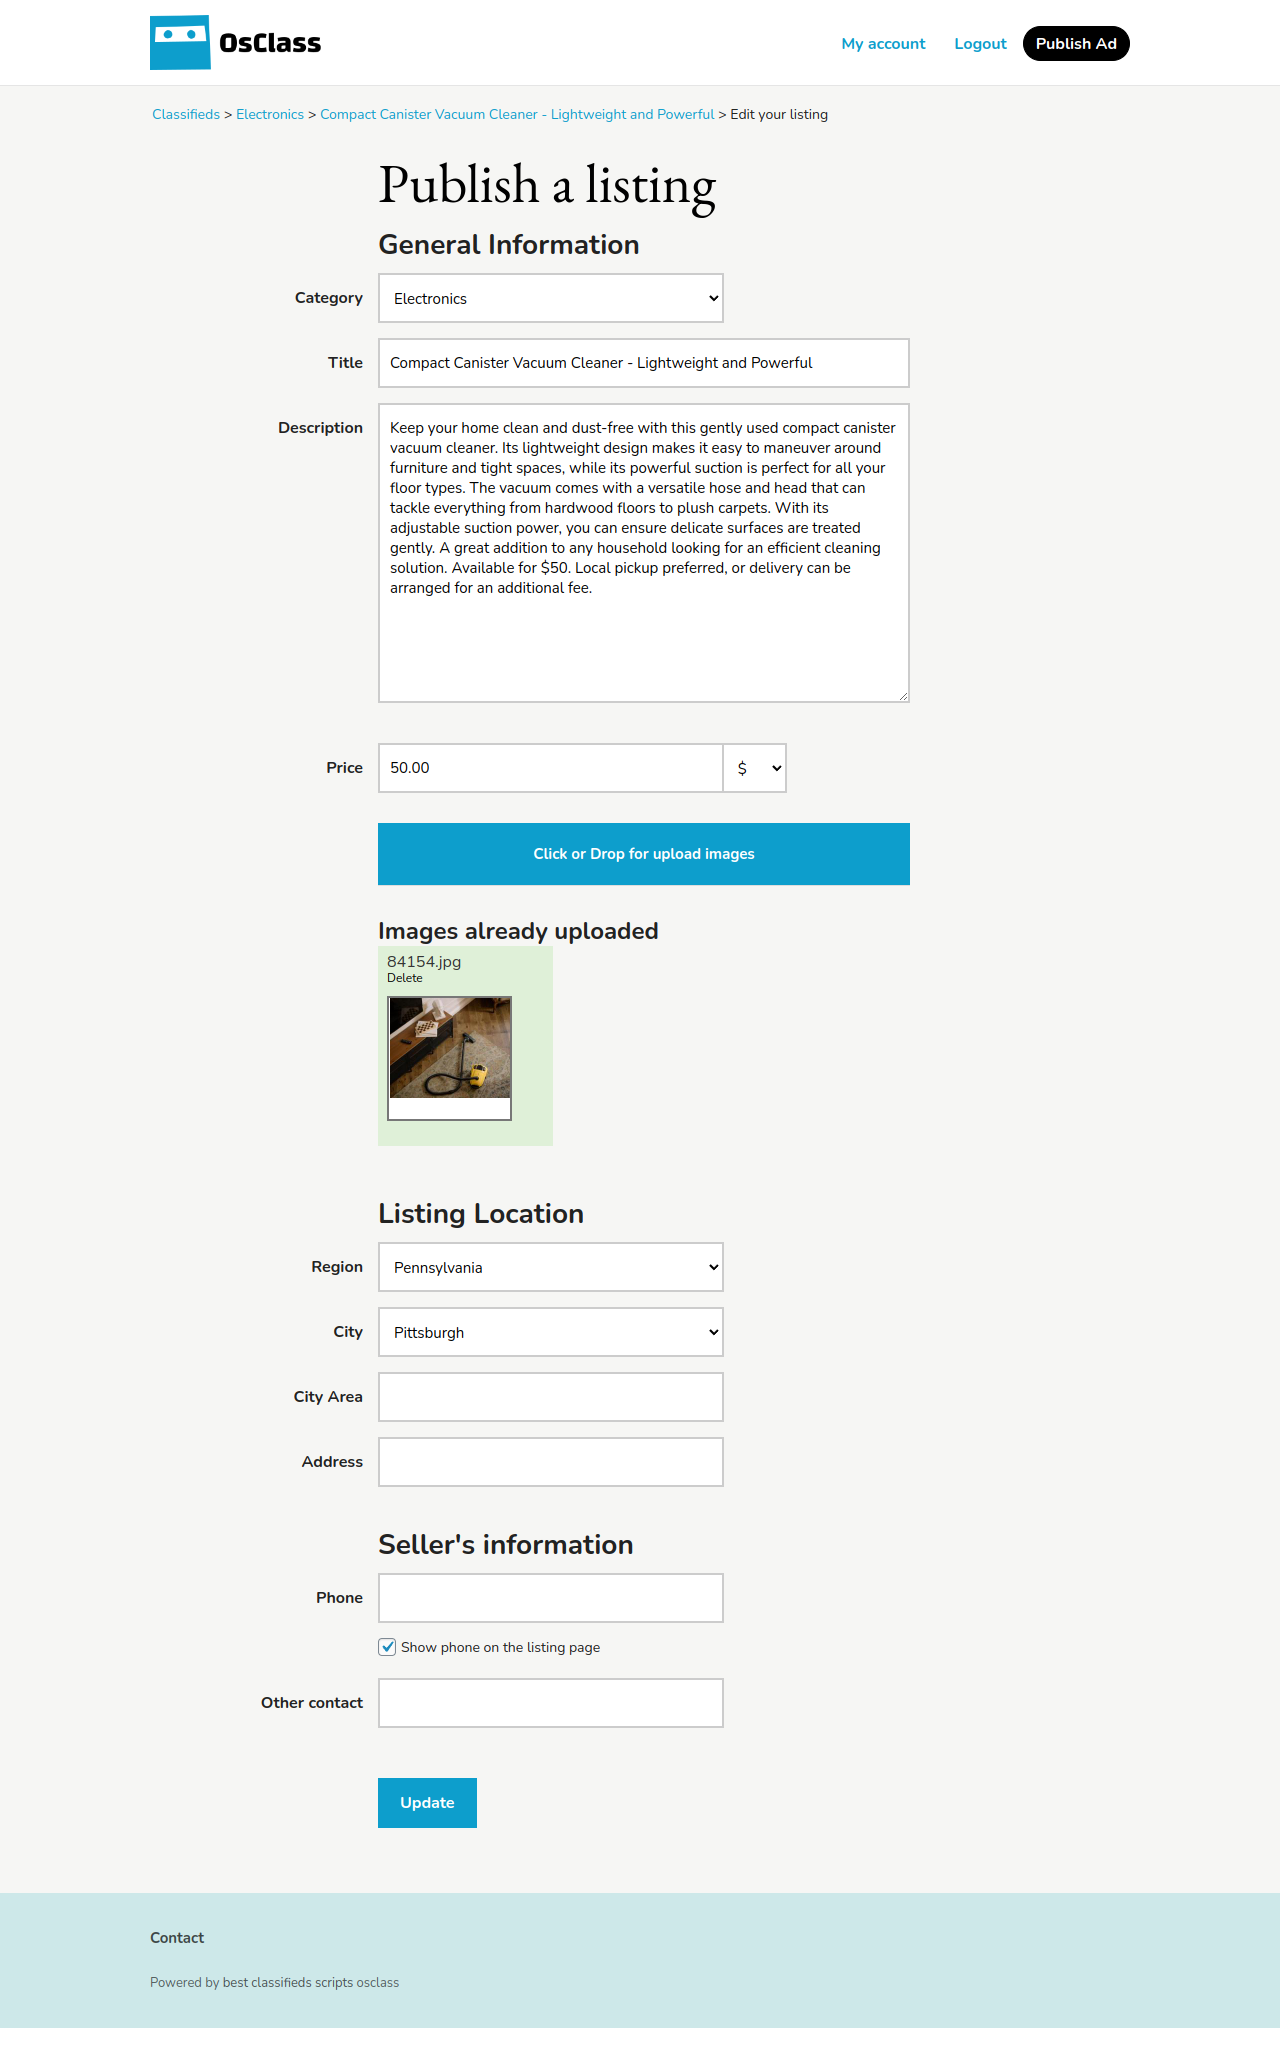 OsClass
My account
Logout
Publish Ad
Classifieds > Electronics > Compact Canister Vacuum Cleaner - Lightweight and Powerful > Edit your listing
Publish a listing
General Information
Category
Electronics
Title
Compact Canister Vacuum Cleaner - Lightweight and Powerful
Description
Keep your home clean and dust-free with this gently used compact canister
vacuum cleaner. Its lightweight design makes it easy to maneuver around
furniture and tight spaces, while its powerful suction is perfect for all your
floor types. The vacuum comes with a versatile hose and head that can
tackle everything from hardwood floors to plush carpets. With its
adjustable suction power, you can ensure delicate surfaces are treated
gently. A great addition to any household looking for an efficient cleaning
solution. Available for $50. Local pickup preferred, or delivery can be
arranged for an additional fee.
Price
50.00
$
Click or Drop for upload images
Images already uploaded
84154.jpg
Delete
Listing Location
Region
Pennsylvania
City
Pittsburgh
City Area
Address
Seller's information
Phone
Show phone on the listing page
Other contact
Update
Contact
Powered by best classifieds scripts osclass